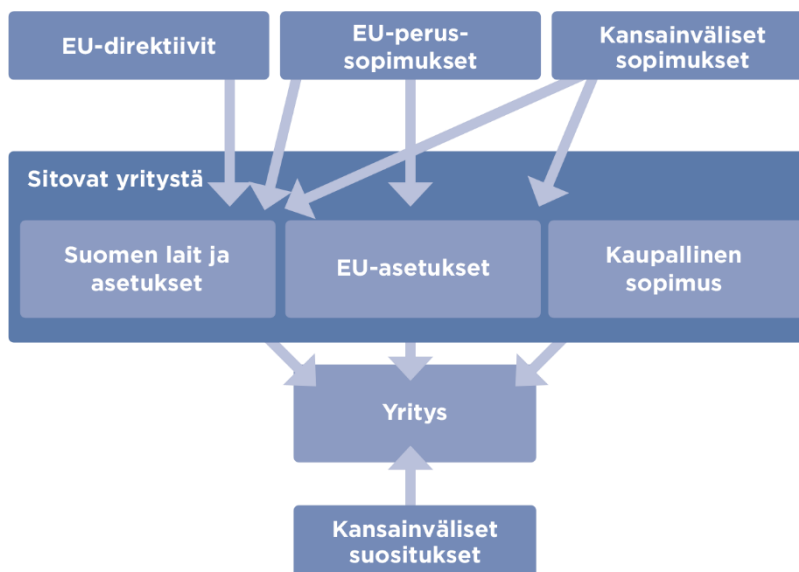 EU-direktiivit
EU-perus-
sopimukset
Kansainväliset
sopimukset
Sitovat yritystä
Suomen lait ja
asetukset
EU-asetukset
Kaupallinen
sopimus
Yritys
Kansainväliset
suositukset